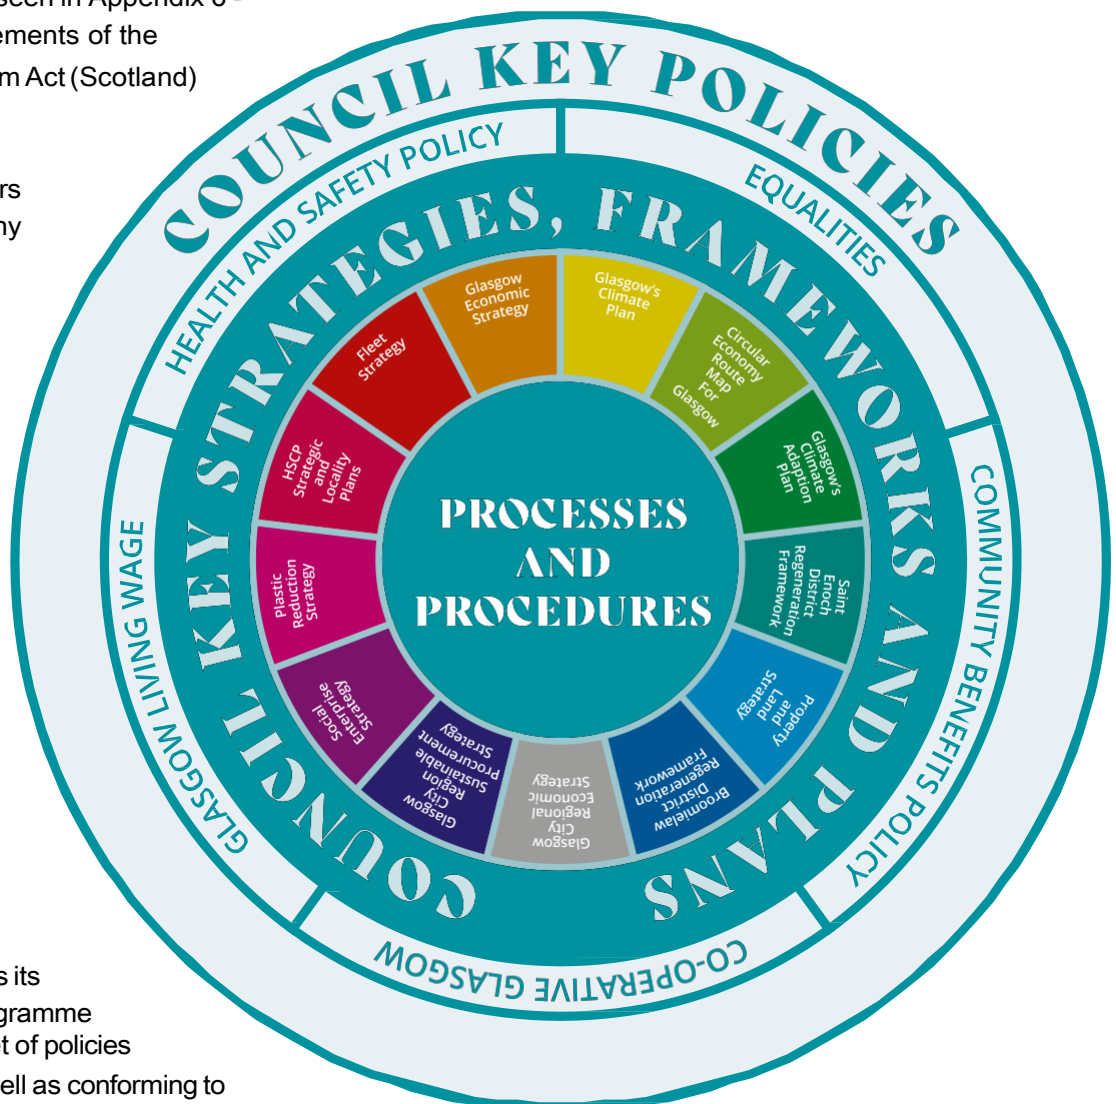 seen in Appendix 6 -
ements of the
m Act (Scotland)
rs
ny
COUNCIL KEY POLICIES
HEALTH AND SAFETY POLICY
EQUALITIES
COMMUNITY BENEFITS POLICY
CO-OPERATIVE GLASGOW
GLASGOW LIVING WAGE
COUNCIL KEY STRATEGIES, FRAMEWORKS AND PLANS
Glasgow's
Climate
Plan
Circular
Economy
Route
Map
For
Glasgow
Glasgow's
Climate
Adaption
Plan
Saint
Enoch
District
Regeneration
Framework
Property
and
Land
Strategy
Broomielaw
District
Regeneration
Framework
Glasgow
City
Regional
Economic
Strategy
Glasgow
City
Region
Sustainable
Procurement
Strategy
Social
Enterprise
Strategy
Plastic
Reduction
Strategy
HSCP
Strategic
and
Locality
Plans
Fleet
Strategy
Glasgow
Economic
Strategy
PROCESSES
AND
PROCEDURES
s its
gramme
t of policies
ell as conforming to